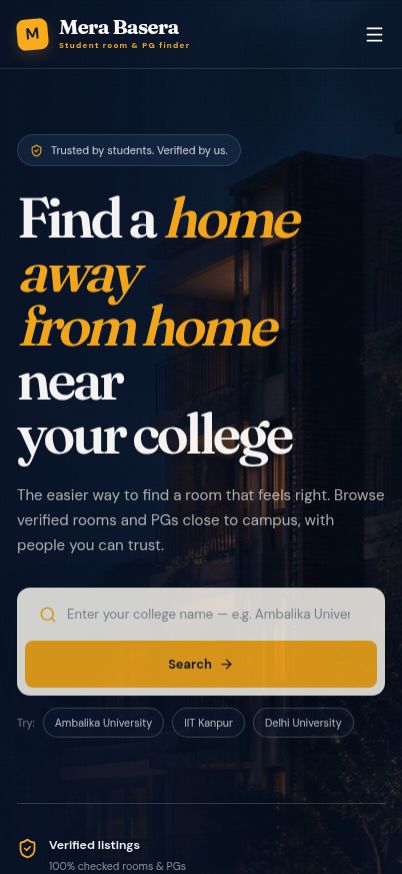 M
Mera Basera
Student room & PG finder
Trusted by students. Verified by us.
Find a home
away
from home
near
your college
The easier way to find a room that feels right. Browse
verified rooms and PGs close to campus, with
people you can trust.
Enter your college name — e.g. Ambalika Univer
Search →
Try: Ambalika University IIT Kanpur Delhi University
Verified listings
100% checked rooms & PGs